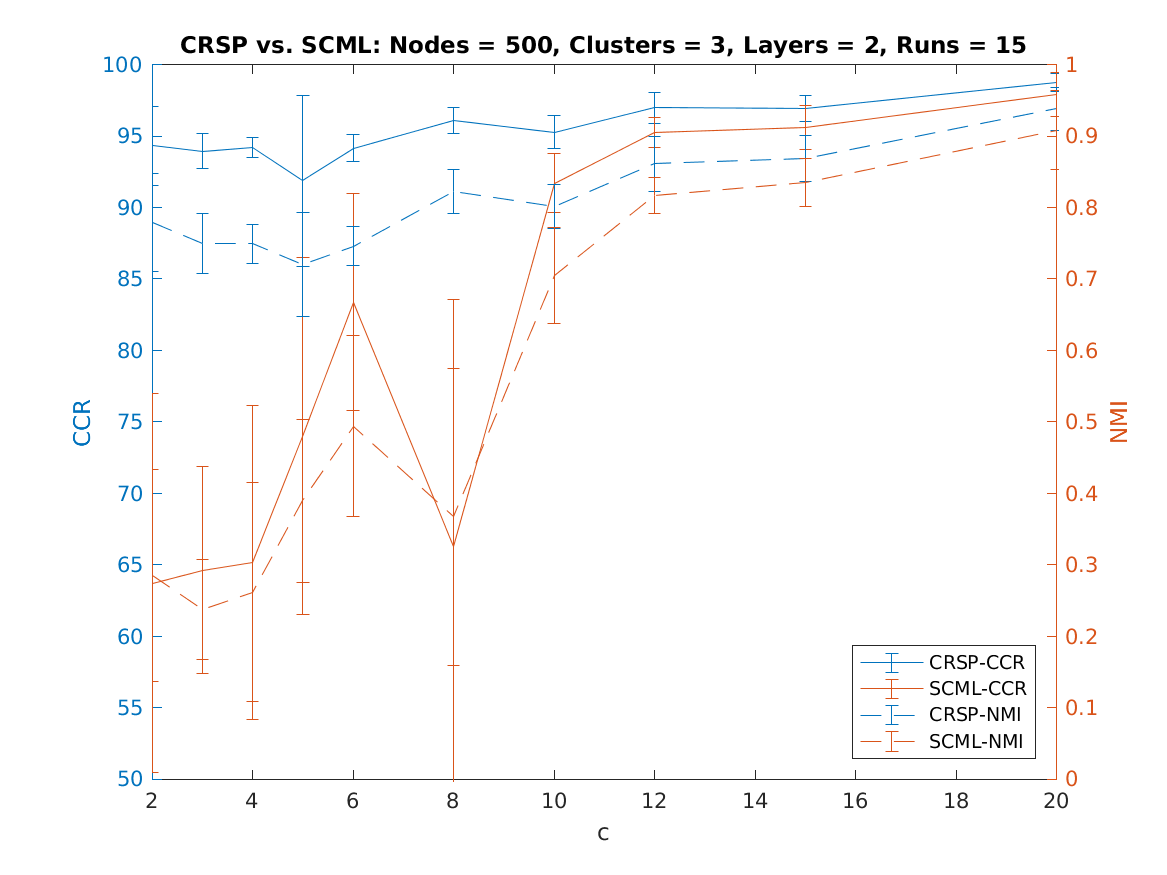 CRSP vs. SCML: Nodes = 500, Clusters = 3, Layers = 2, Runs = 15
100
95
90
85
80
75
70
65
60
55
50
CCR
1
0.9
0.8
0.7
0.6
0.5
0.4
0.3
0.2
0.1
0
NMI
CRSP-CCR
SCML-CCR
CRSP-NMI
SCML-NMI
2 4 6 8 10 12 14 16 18 20
c